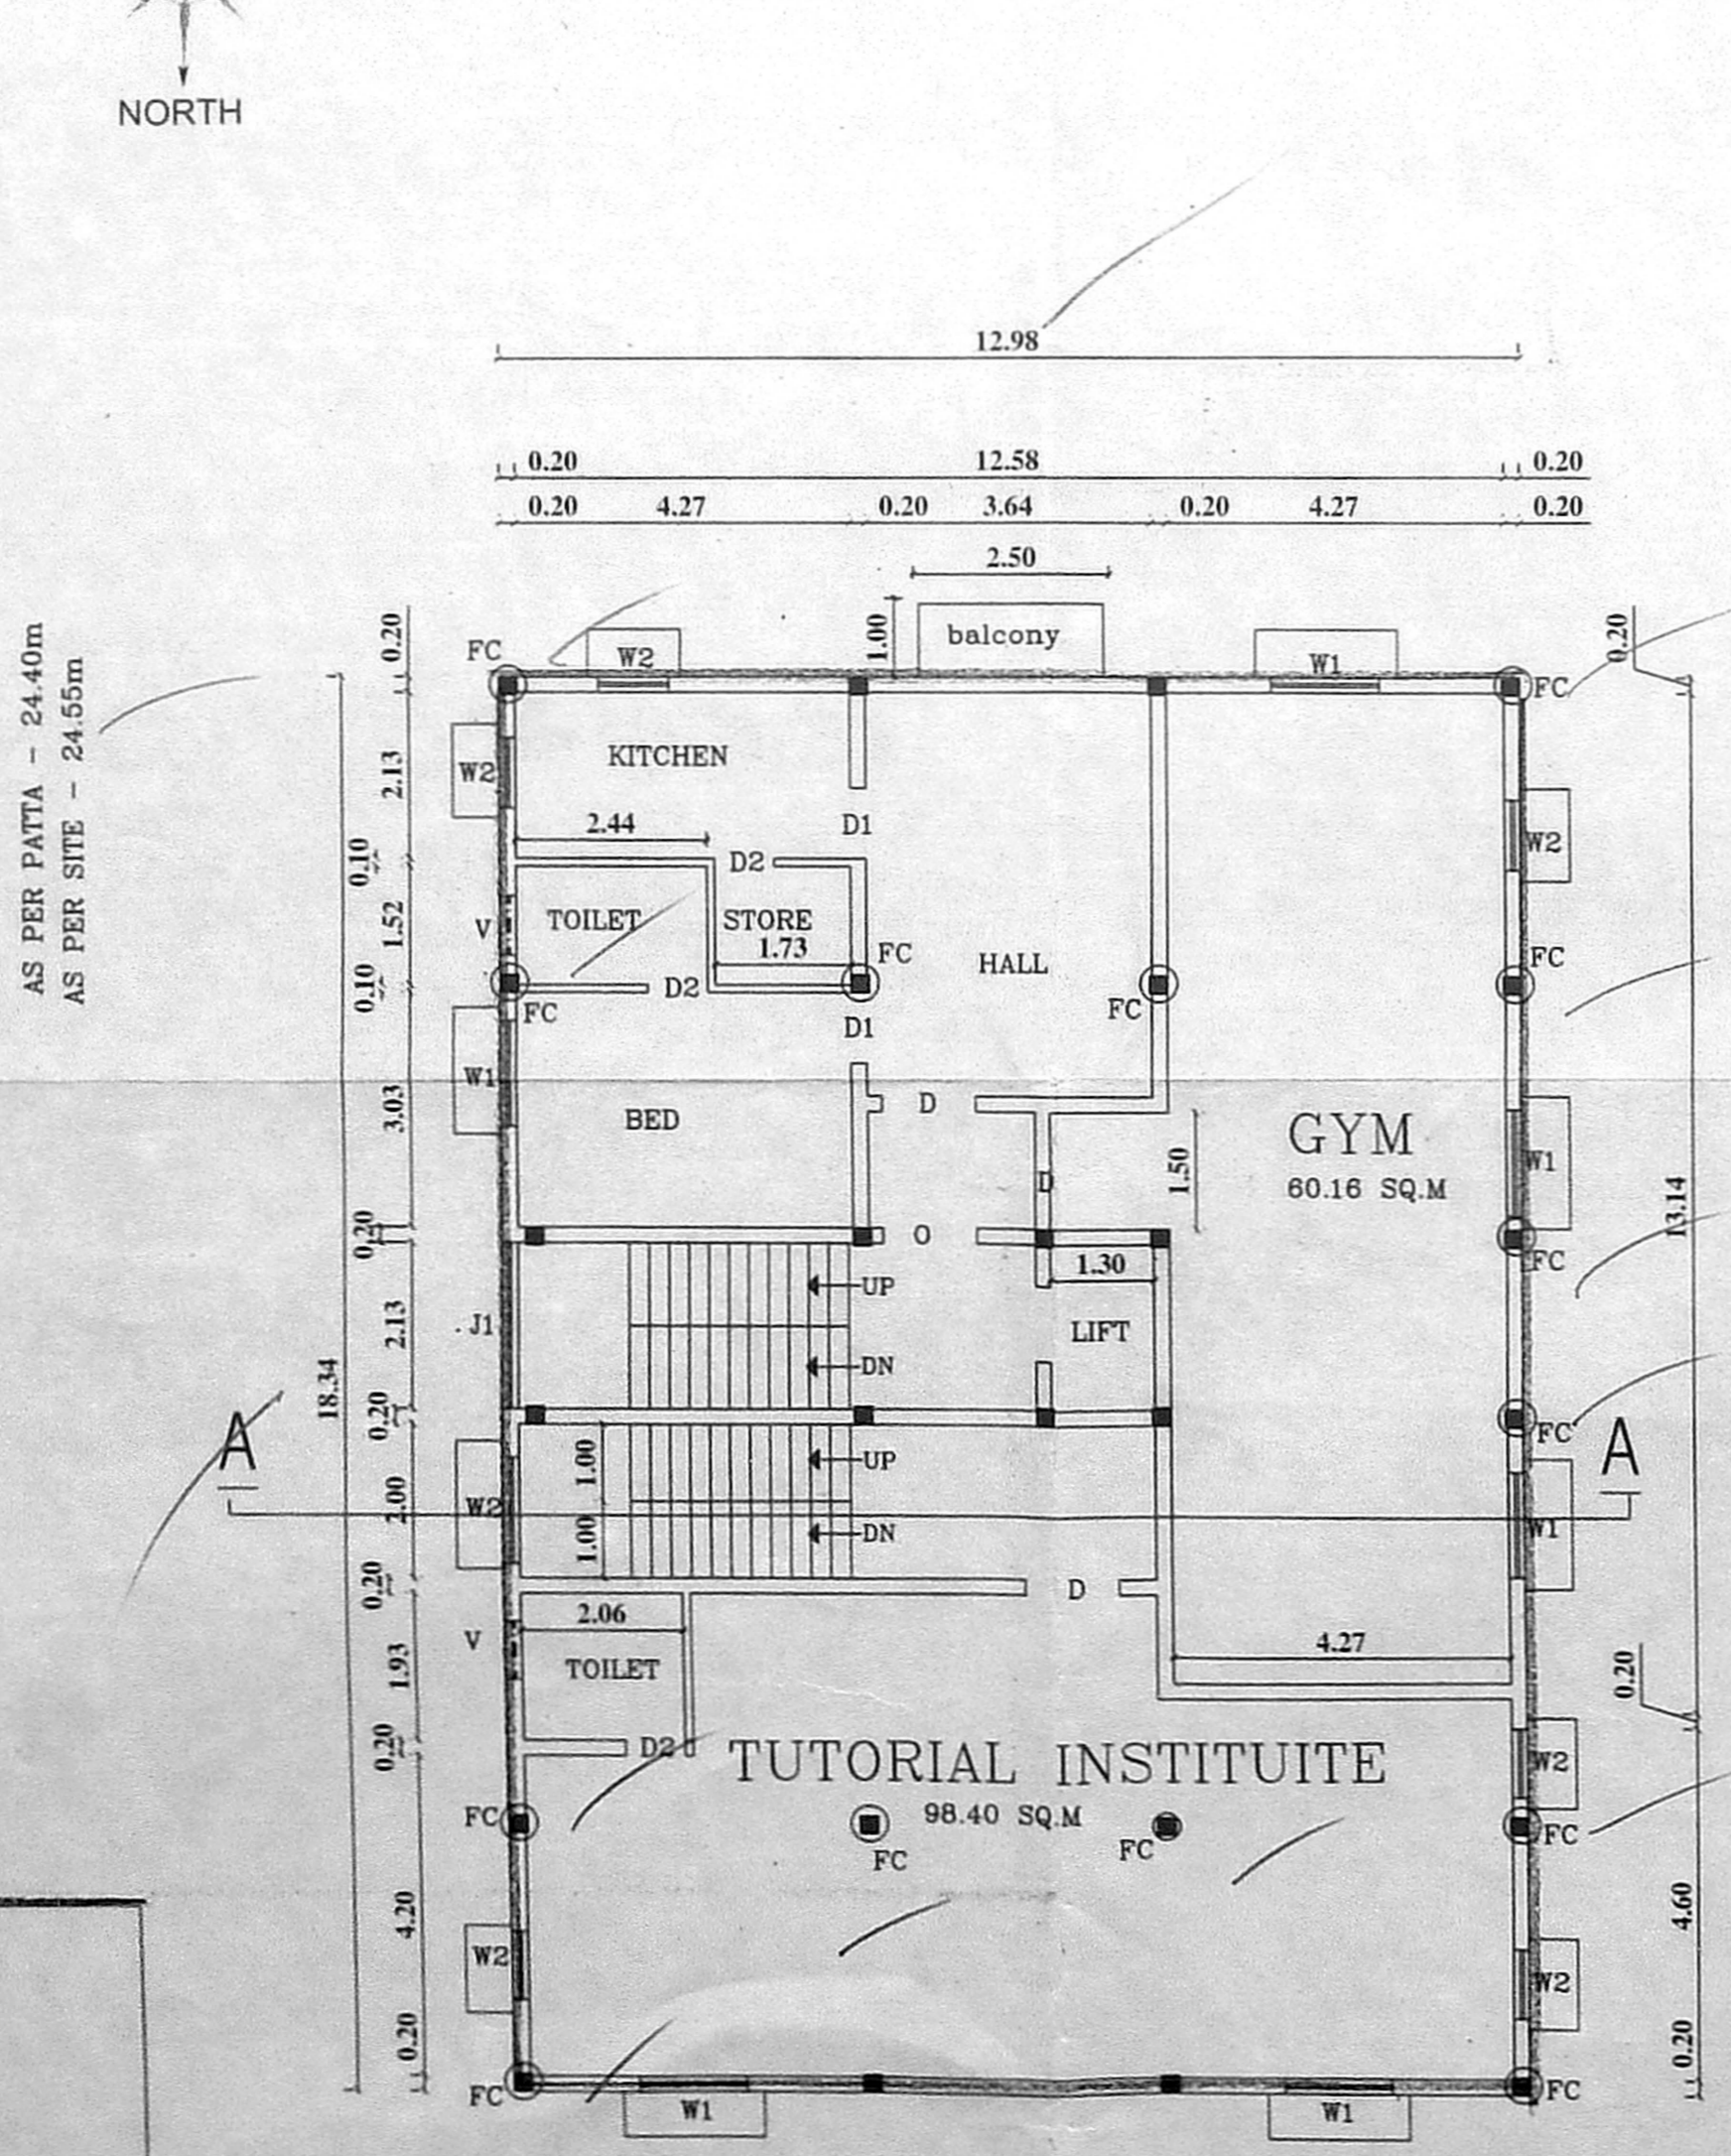 NORTH
12.98
0.20 12.58 0.20
0.20 4.27 0.20 3.64 0.20 4.27 0.20
2.50
AS PER PATTA - 24.40m
AS PER SITE - 24.55m
0.20
1.00
balcony
0.20
FC
W2
W1
FC
2.13
W2
KITCHEN
2.44
D1
W2
0.10
D2
V
1.52
TOILET
STORE
1.73
FC
HALL
FC
0.10
D2
FC
D1
FC
W1
3.03
BED
D
GYM
60.16 SQ.M
W1
D
1.50
13.14
0.20
O
FC
1.30
UP
J1
2.13
LIFT
DN
18.34
0.20
FC
A
A
1.00
UP
W2
2.00
1.00
DN
W1
0.20
D
2.06
V
1.93
TOILET
4.27
0.20
0.20
D2
TUTORIAL INSTITUITE
98.40 SQ.M
W2
FC
FC
FC
FC
4.20
4.60
W2
W2
0.20
0.20
FC
W1
W1
FC